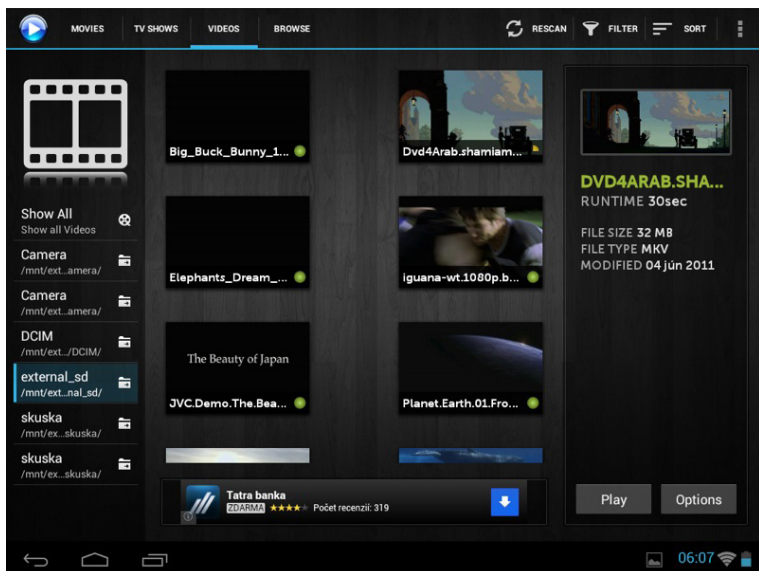 MOVIES
TV SHOWS
VIDEOS
BROWSE
RESCAN
FILTER
SORT
Show All
Show all Videos
Camera
/mnt/ext...amera/
Camera
/mnt/ext...amera/
DCIM
/mnt/ext.../DCIM/
external_sd
/mnt/ext...nal_sd/
skuska
/mnt/ex...skuska/
skuska
/mnt/ex...skuska/
Big_Buck_Bunny_1...
Dvd4Arab.shamiam...
Elephants_Dream_...
iguana-wt.1080p.b...
The Beauty of Japan
JVC.Demo.The.Bea...
Planet.Earth.01.Fro...
DVD4ARAB.SHA...
RUNTIME 30sec
FILE SIZE 32 MB
FILE TYPE MKV
MODIFIED 04 jún 2011
Play
Options
Tatra banka
ZDARMA
Počet recenzií: 319
06:07